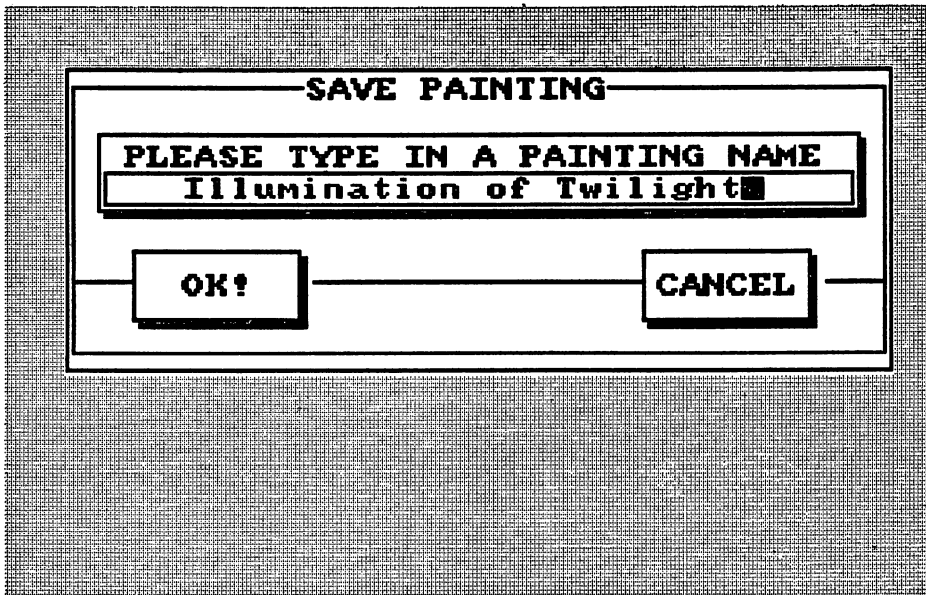 SAVE PAINTING
PLEASE TYPE IN A PAINTING NAME
Illumination of Twilight
OK!
CANCEL